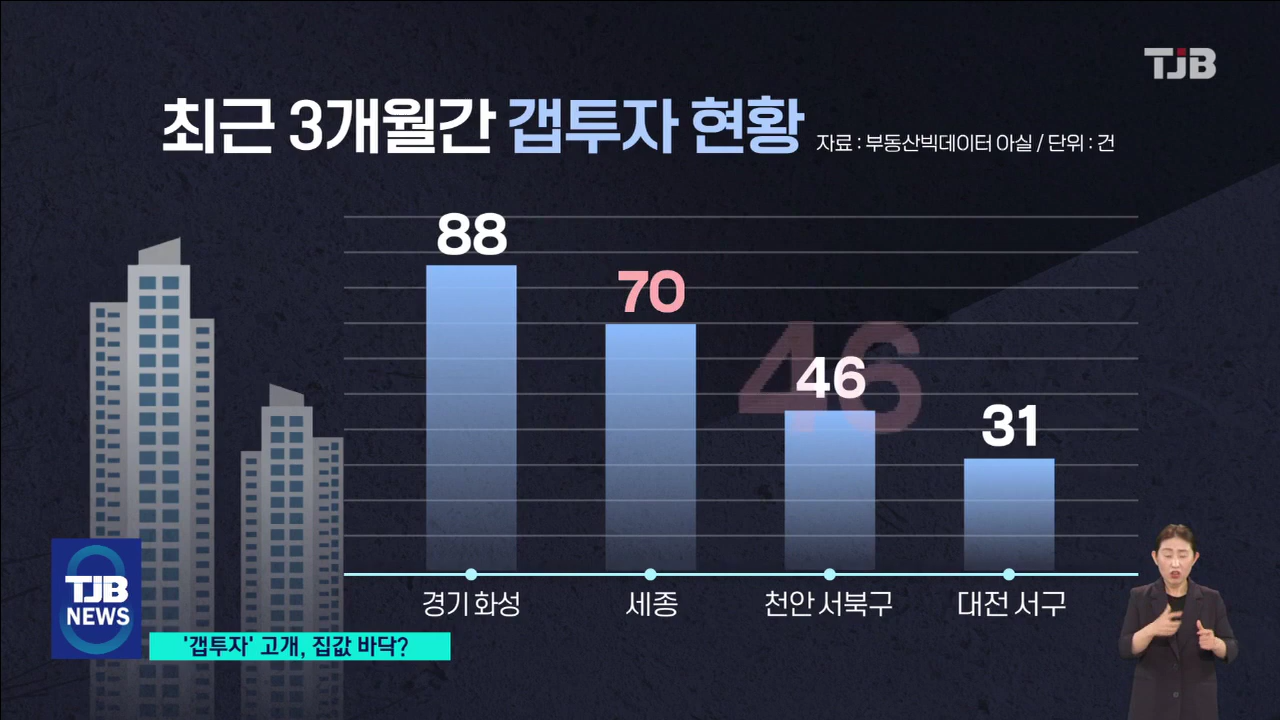 TJB
최근 3개월간 갭투자 현황 자료 : 부동산빅데이터 아실 / 단위 : 건
88
70
46
46
31
경기 화성
세종
천안 서북구
대전 서구
8
TJB
NEWS
'갭투자' 고개, 집값 바닥?